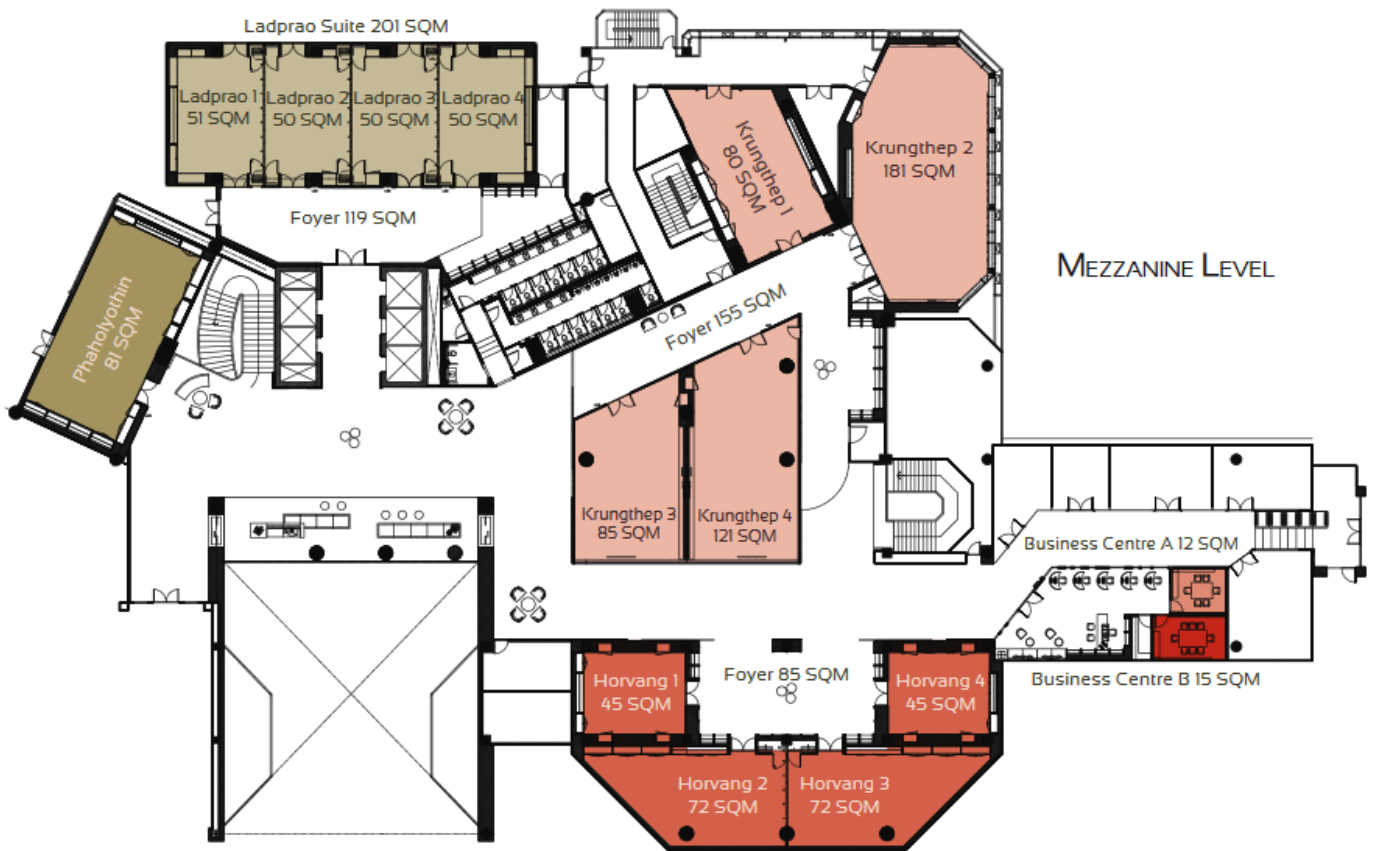 Ladprao Suite 201 SQM
Ladprao 1
51 SQM
Ladprao 2
50 SQM
Ladprao 3
50 SQM
Ladprao 4
50 SQM
Krungthep 1
80 SQM
Krungthep 2
181 SQM
Foyer 119 SQM
MEZZANINE LEVEL
Phaholyothin
81 SQM
Foyer 155 SQM
Krungthep 3
85 SQM
Krungthep 4
121 SQM
Business Centre A 12 SQM
Horvang 1
45 SQM
Foyer 85 SQM
Horvang 4
45 SQM
Business Centre B 15 SQM
Horvang 2
72 SQM
Horvang 3
72 SQM